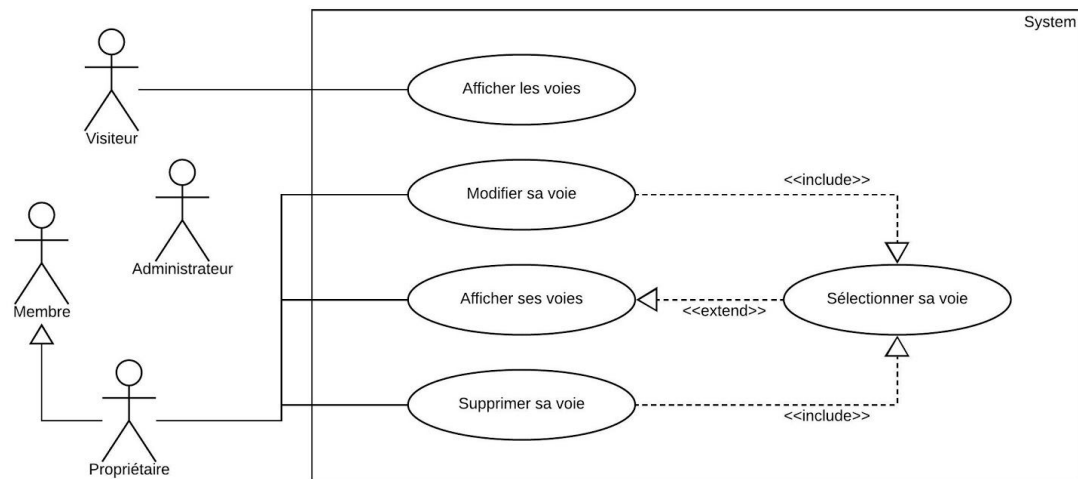 System
Afficher les voies
Visiteur
Modifier sa voie
<<include>>
Administrateur
Membre
Afficher ses voies
<<extend>>
Sélectionner sa voie
Supprimer sa voie
<<include>>
Propriétaire